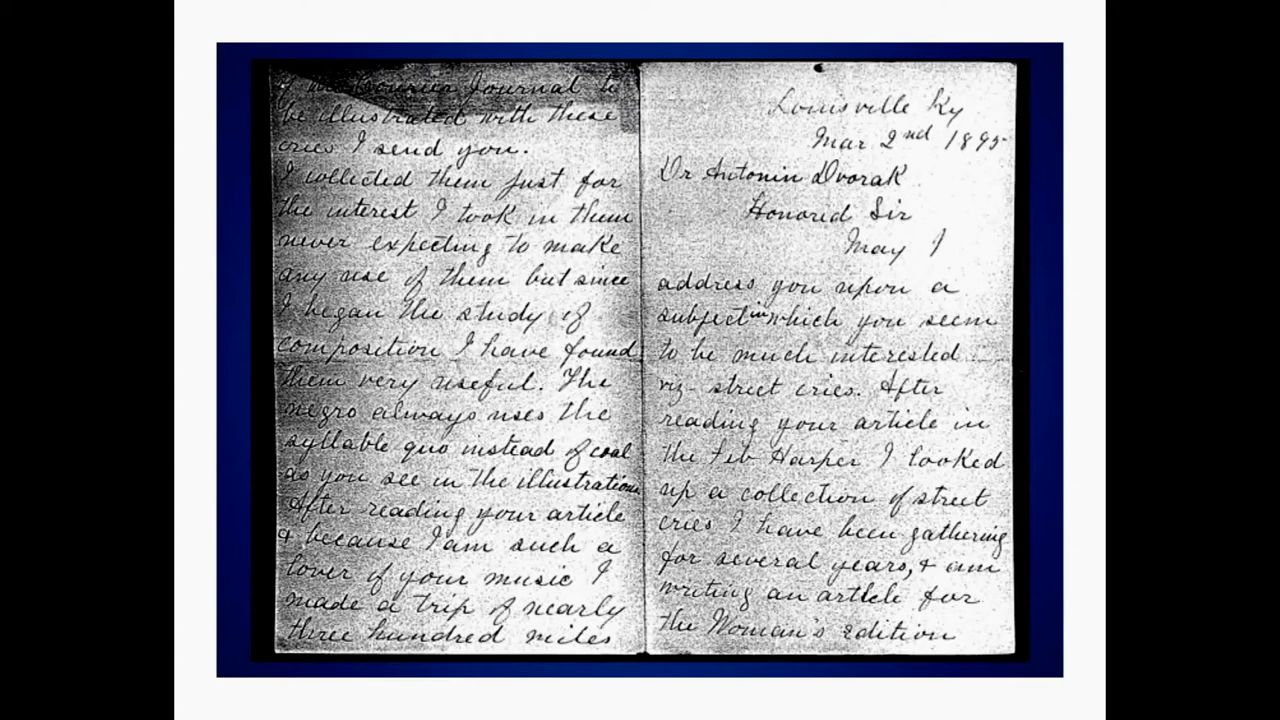 Louisville Ky
Mar 2nd 1895
Dr Antonin Dvorak
Honored Sir
May I
address you upon a
subject in which you seem
to be much interested
viz- street cries. After
reading your article in
the Feb Harper I looked
up a collection of street
cries I have been gathering
for several years, & am
writing an article for
the Woman's Edition
of the Courier Journal to
be illustrated with these
cries I send you.
I collected them just for
the interest I took in them
never expecting to make
any use of them but since
I began the study of
composition I have found
them very useful. The
negro always uses the
syllable quo instead of coal
as you see in the illustrations
After reading your article
& because I am such a
lover of your music I
made a trip of nearly
three hundred miles